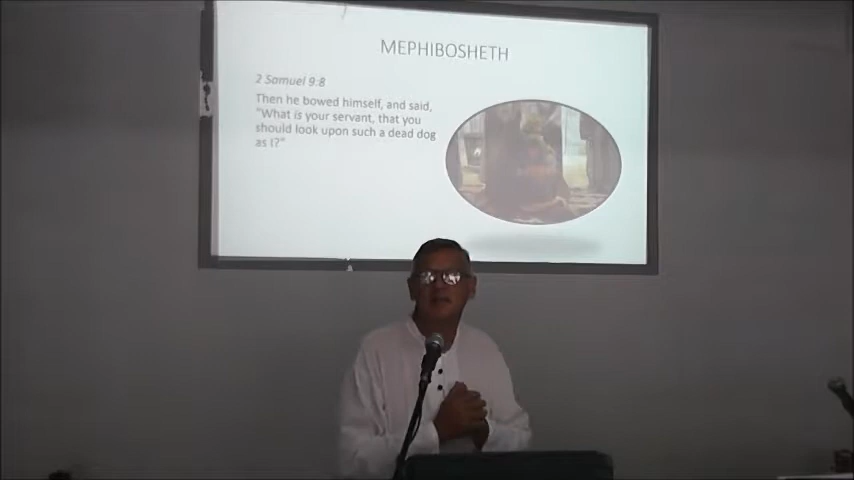 MEPHIBOSHETH
2 Samuel 9:8
Then he bowed himself, and said,
"What is your servant, that you
should look upon such a dead dog
as I?"